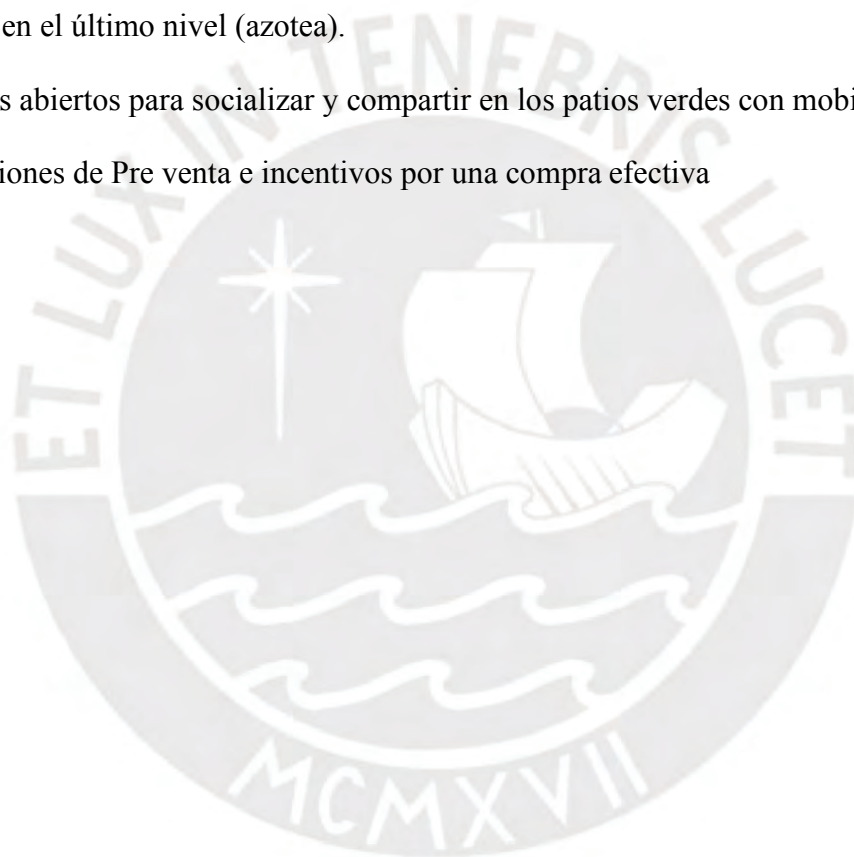 en el último nivel (azotea).
s abiertos para socializar y compartir en los patios verdes con mobi
iones de Pre venta e incentivos por una compra efectiva
ET LUX IN TENEBRIS LUCET
MCMXVII